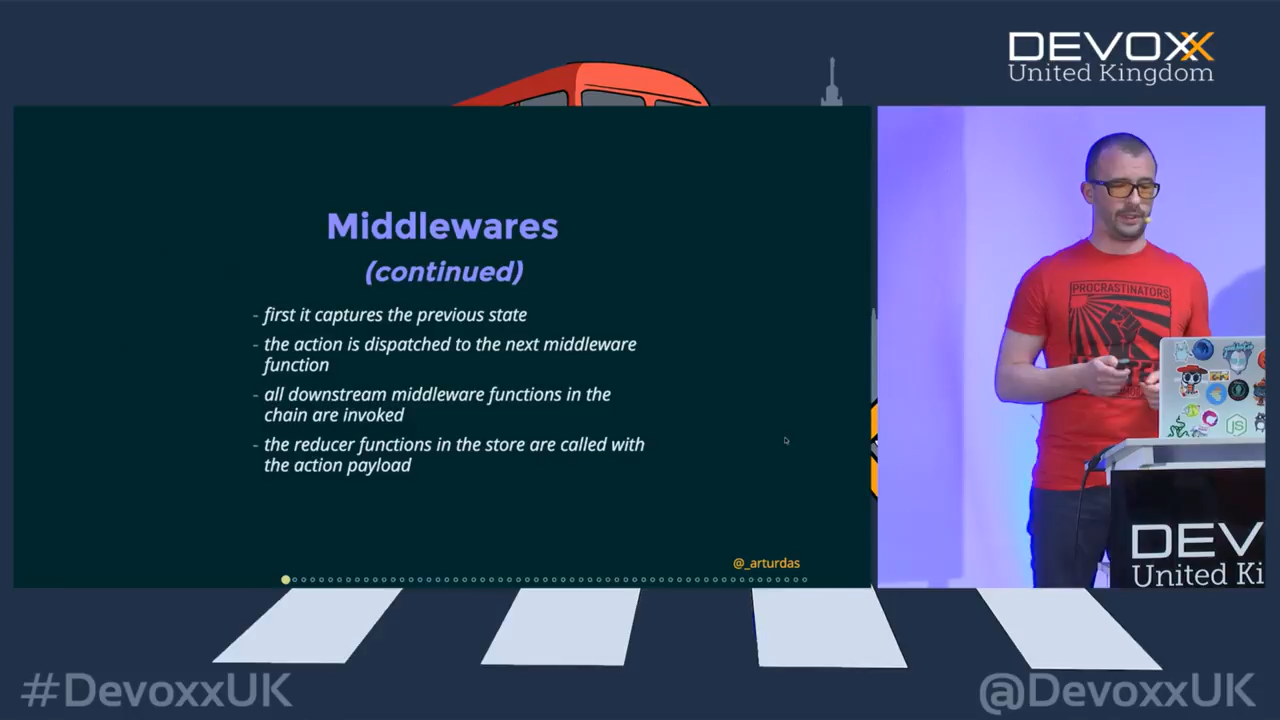 DEVOXX
United Kingdom
Middlewares
(continued)
- first it captures the previous state
- the action is dispatched to the next middleware
function
- all downstream middleware functions in the
chain are invoked
- the reducer functions in the store are called with
the action payload
@_arturdas
PROCRASTINATORS
JS
DEV
United Ki
#DevoxxUK
@DevoxxUK